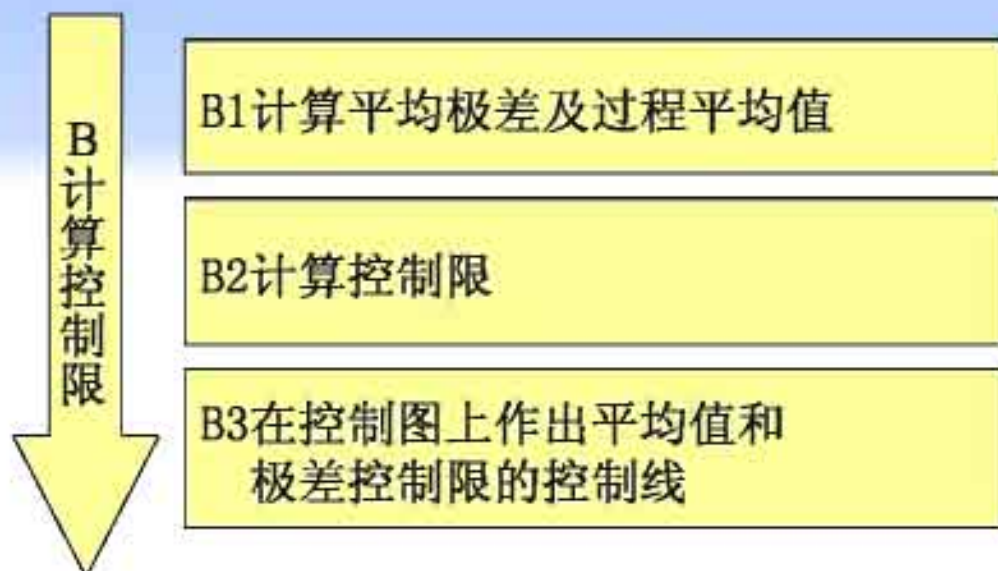 B计算控制限
B1计算平均极差及过程平均值
B2计算控制限
B3在控制图上作出平均值和
极差控制限的控制线